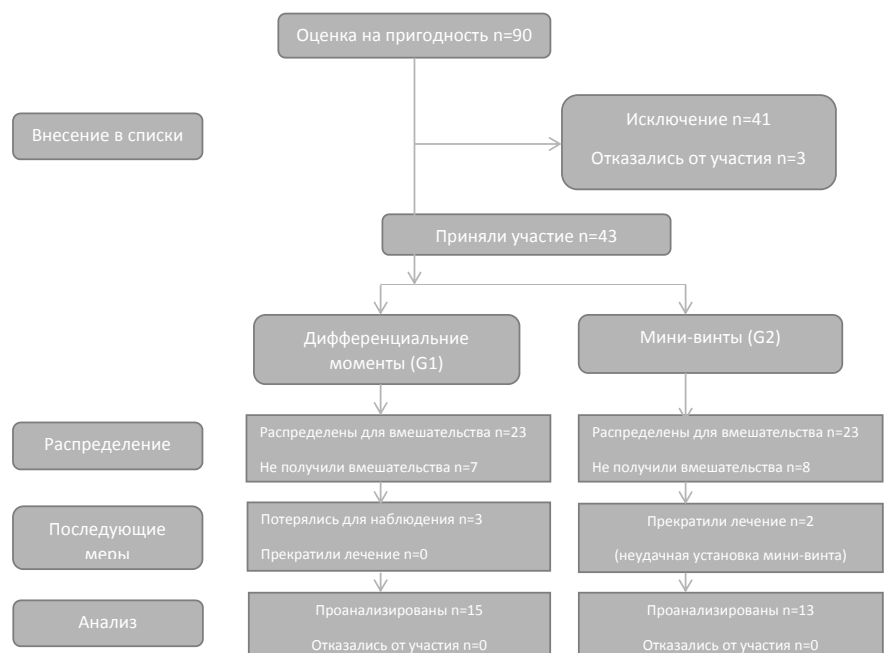 Оценка на пригодность n=90
Внесение в списки
Исключение n=41
Отказались от участия n=3
Приняли участие n=43
Дифференциальние
моменты (G1)
Мини-винты (G2)
Распределение
Распределены для вмешательства n=23
Не получили вмешательства n=7
Распределены для вмешательства n=23
Не получили вмешательства n=8
Последующие
меры
Потерялись для наблюдения n=3
Прекратили лечение n=0
Прекратили лечение n=2
(неудачная установка мини-винта)
Анализ
Проанализированы n=15
Отказались от участия n=0
Проанализированы n=13
Отказались от участия n=0